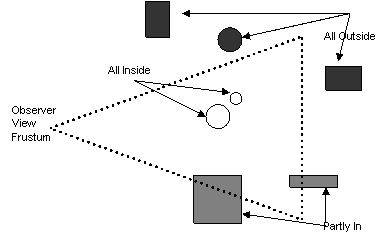 All Outside
All Inside
Observer
View
Frustum
Partly In